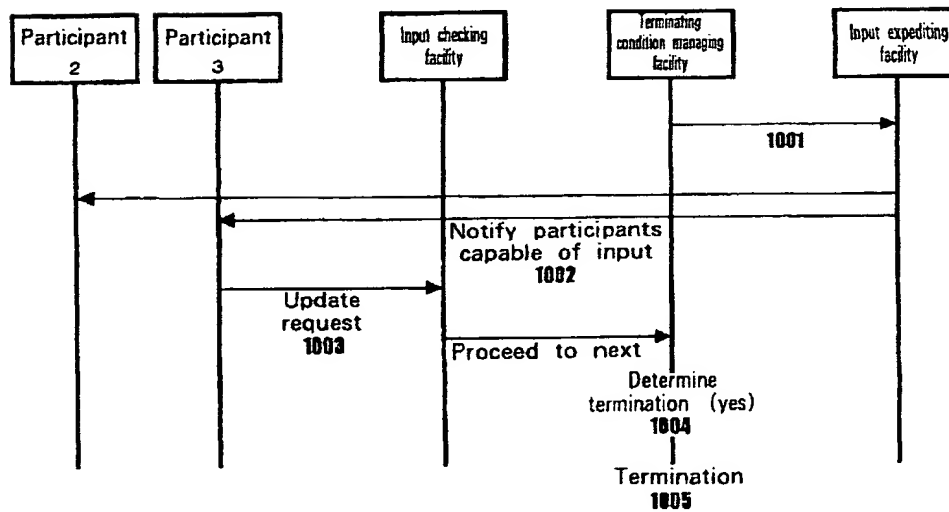 Participant
2
Participant
3
Input checking
facility
Terminating
condition managing
facility
Input expediting
facility
1001
Notify participants
capable of input
1002
Update
request
1003
Proceed to next
Determine
termination (yes)
1004
Termination
1005